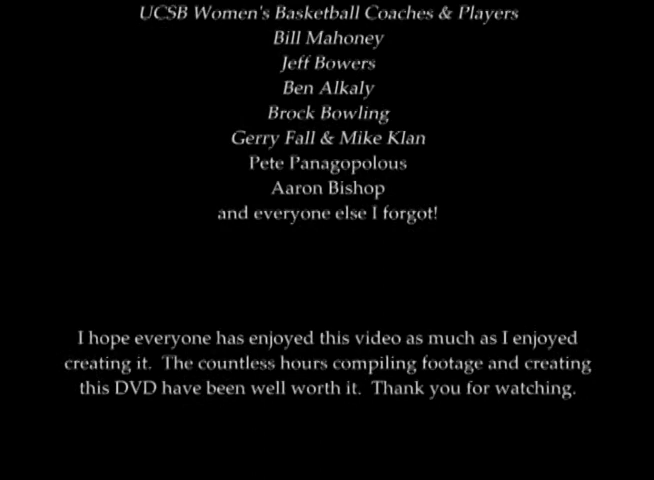 UCSB Women's Basketball Coaches & Players
Bill Mahoney
Jeff Bowers
Ben Alkaly
Brock Bowling
Gerry Fall & Mike Klan
Pete Panagopolous
Aaron Bishop
and everyone else I forgot!
I hope everyone has enjoyed this video as much as I enjoyed
creating it.  The countless hours compiling footage and creating
this DVD have been well worth it.  Thank you for watching.